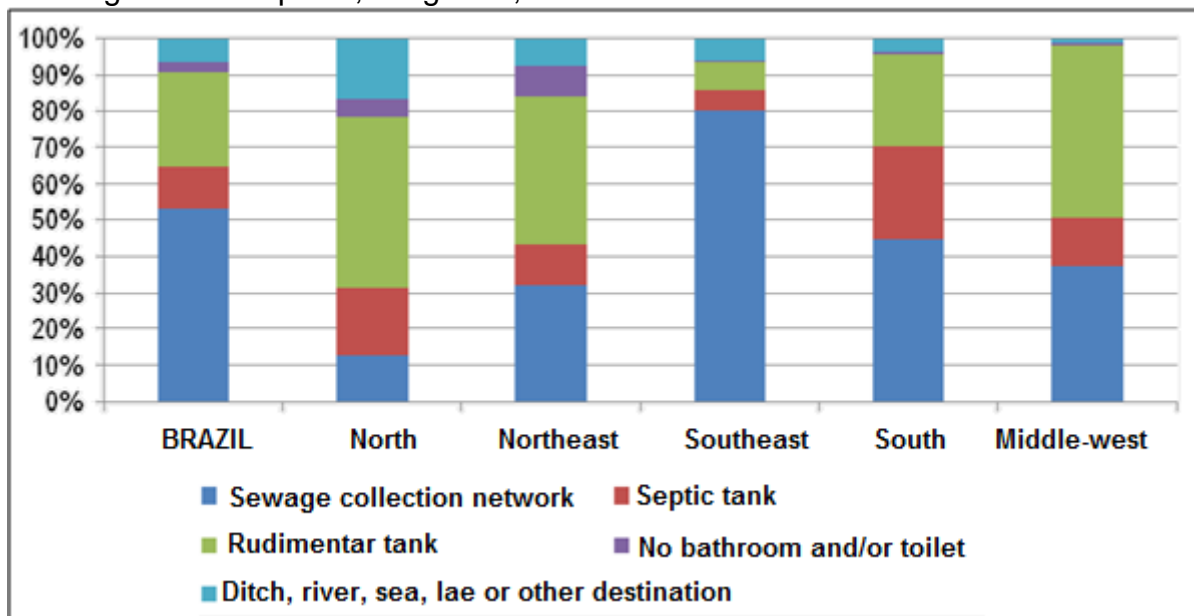 100%
90%
80%
70%
60%
50%
40%
30%
20%
10%
0%
BRAZIL North Northeast Southeast South Middle-west
Sewage collection network Septic tank
Rudimentar tank No bathroom and/or toilet
Ditch, river, sea, lae or other destination